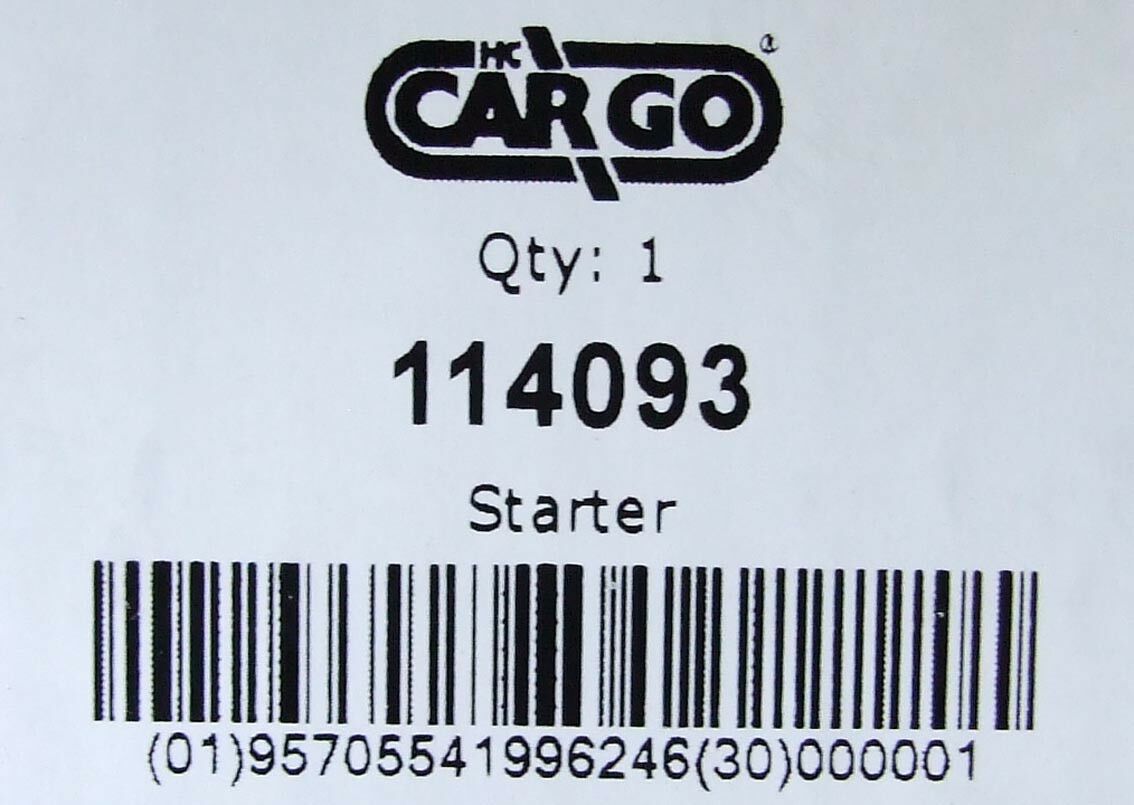 HC
CARGO®
Qty: 1
114093
Starter
(01)95705541996246(30)000001